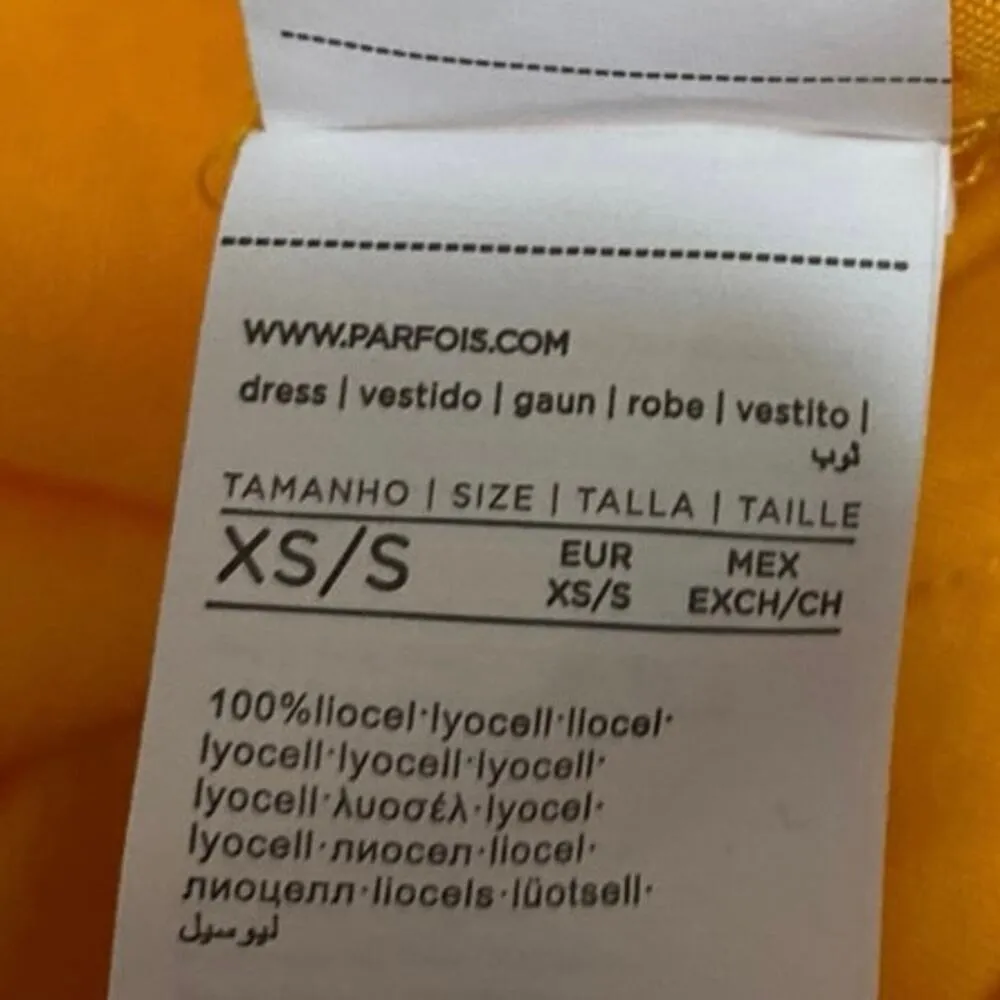 WWW.PARFOIS.COM
dress | vestido | gaun | robe | vestito |
ثوب
TAMANHO | SIZE | TALLA | TAILLE
XS/S EUR MEX
XS/S EXCH/CH
100%liocel·lyocell·liocel·
lyocell·lyocell·lyocell·
lyocell·λυοσέλ·lyocel·
lyocell·лиосел·liocel·
лиоцелл·liocels·lüotsell·
ليوسيل